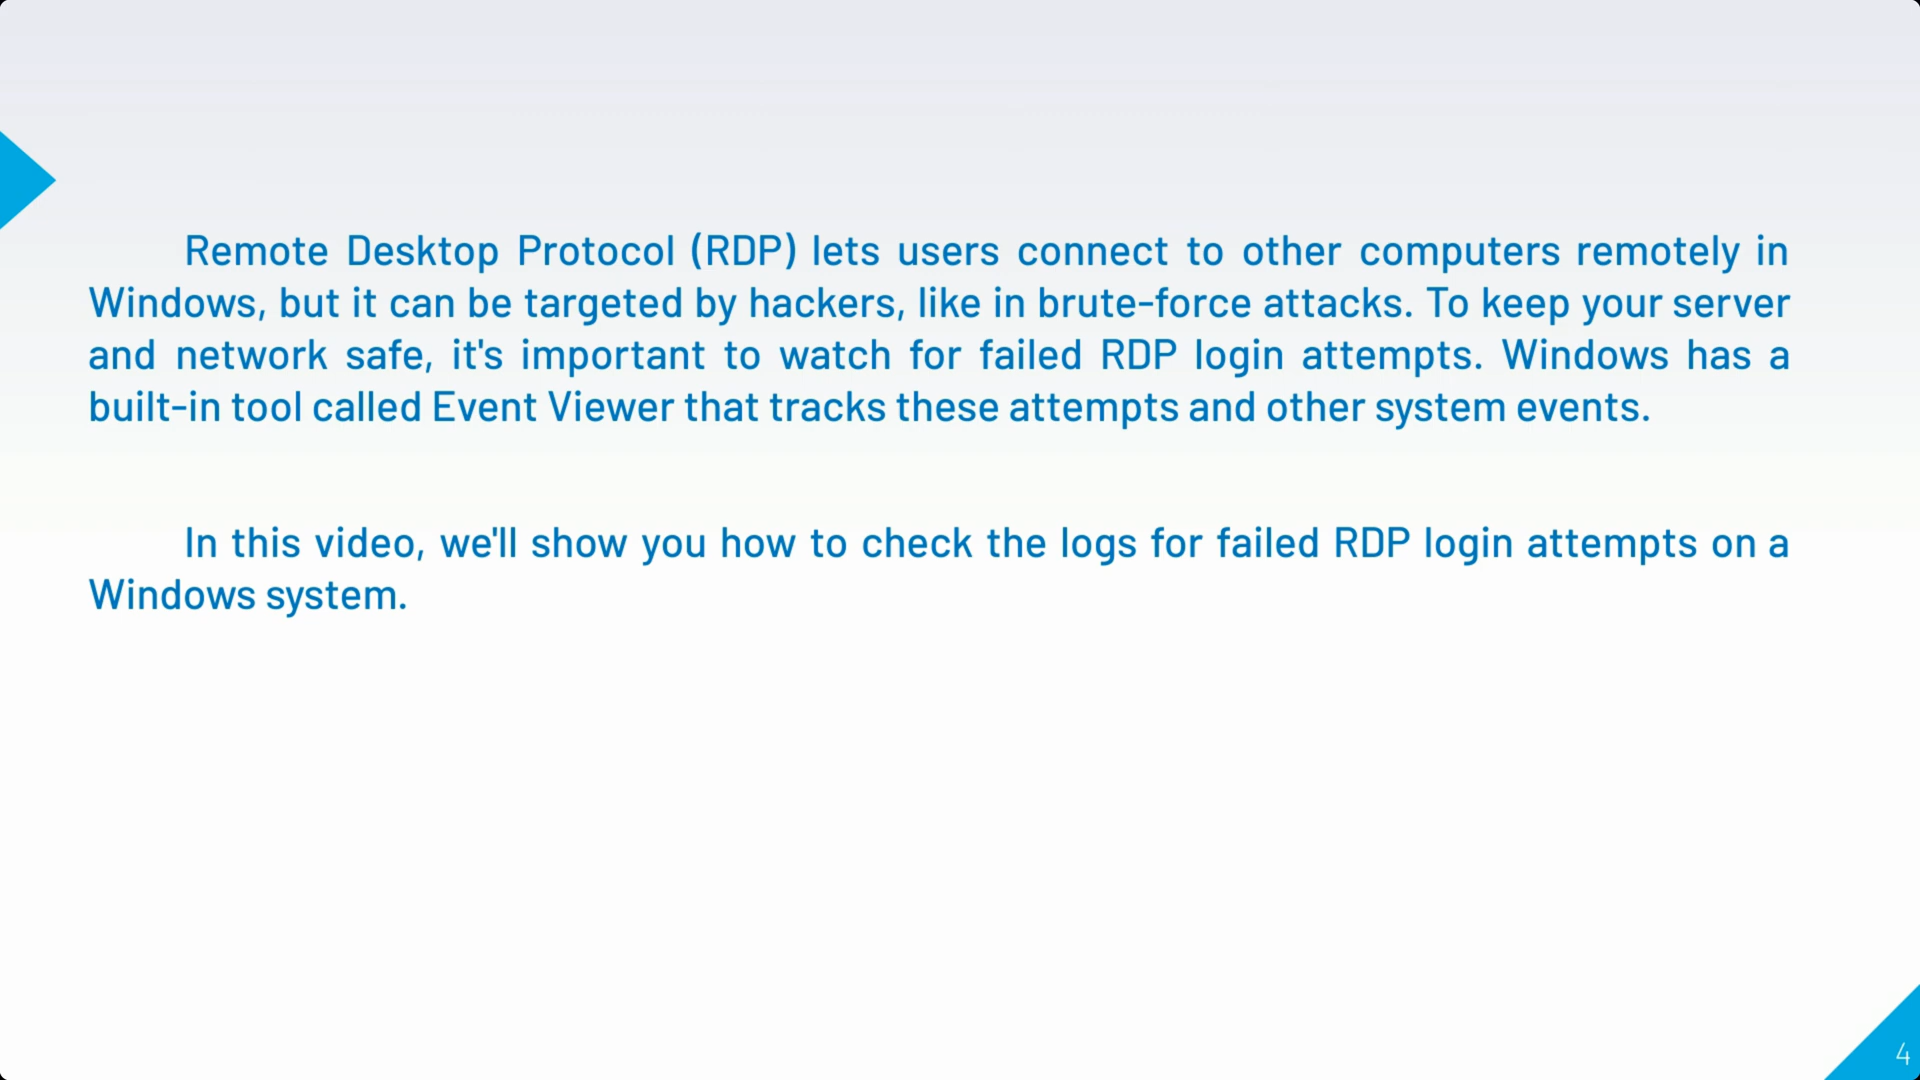 Remote Desktop Protocol (RDP) lets users connect to other computers remotely in
Windows, but it can be targeted by hackers, like in brute-force attacks. To keep your server
and network safe, it's important to watch for failed RDP login attempts. Windows has a
built-in tool called Event Viewer that tracks these attempts and other system events.
In this video, we'll show you how to check the logs for failed RDP login attempts on a
Windows system.
4